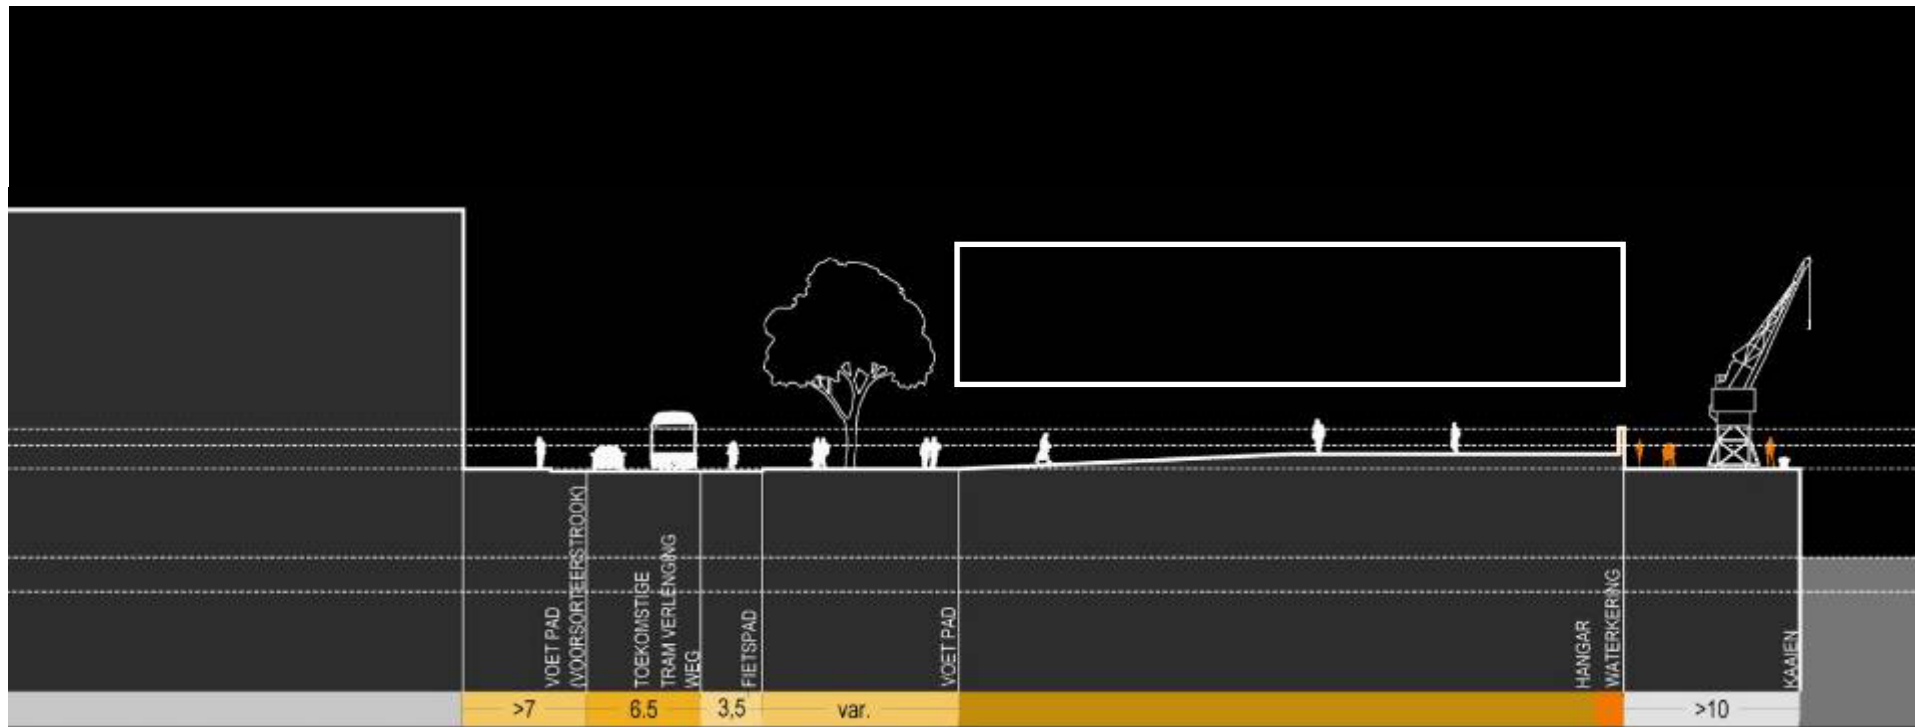 VOET PAD
(VOORSORTEERSTROOK)
TOEKOMSTIGE
TRAM VERLENGING
WEG
FIETSPAD
VOET PAD
HANGAR
WATERKERING
KAAIEN
>7
6.5
3,5
var.
>10